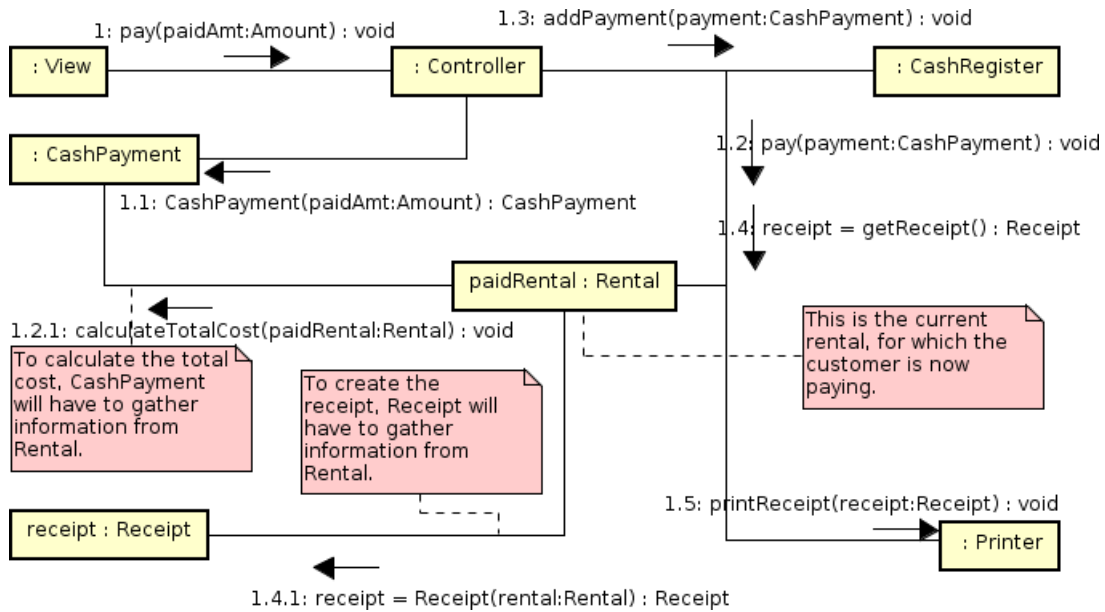 1.3: addPayment(payment:CashPayment) : void
1: pay(paidAmt:Amount) : void
: View
: Controller
: CashRegister
1.2: pay(payment:CashPayment) : void
: CashPayment
1.1: CashPayment(paidAmt:Amount) : CashPayment
1.4: receipt = getReceipt() : Receipt
paidRental : Rental
1.2.1: calculateTotalCost(paidRental:Rental) : void
This is the current
rental, for which the
customer is now
paying.
To calculate the total
cost, CashPayment
will have to gather
information from
Rental.
To create the
receipt, Receipt will
have to gather
information from
Rental.
1.5: printReceipt(receipt:Receipt) : void
receipt : Receipt
: Printer
1.4.1: receipt = Receipt(rental:Rental) : Receipt